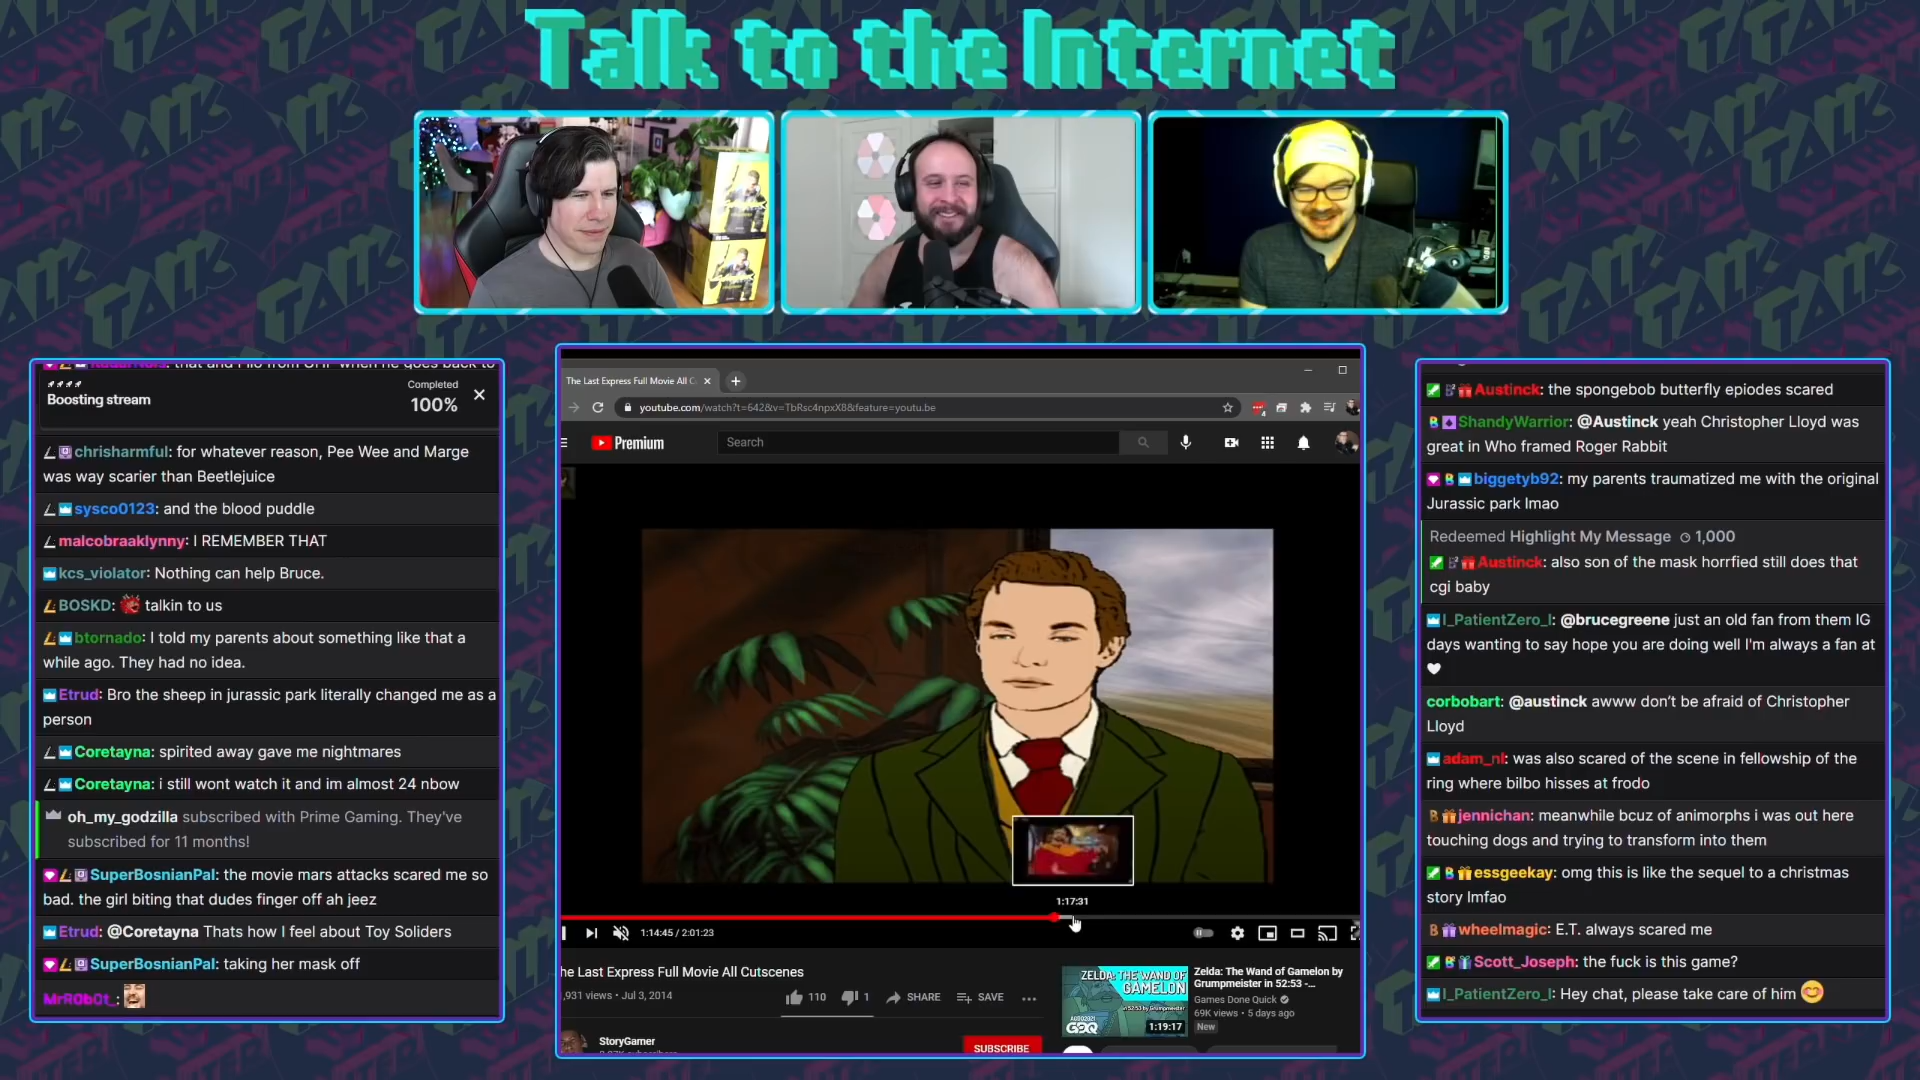 Talk to the Internet
Boosting stream
Completed
100%
chrisharmful: for whatever reason, Pee Wee and Marge
was way scarier than Beetlejuice
sysco0123: and the blood puddle
malcobraaklynny: I REMEMBER THAT
kcs_violator: Nothing can help Bruce.
BOSKD: talkin to us
btornado: I told my parents about something like that a
while ago. They had no idea.
Etrud: Bro the sheep in jurassic park literally changed me as a
person
Coretayna: spirited away gave me nightmares
Coretayna: i still wont watch it and im almost 24 nbow
oh_my_godzilla subscribed with Prime Gaming. They've
subscribed for 11 months!
SuperBosnianPal: the movie mars attacks scared me so
bad. the girl biting that dudes finger off ah jeez
Etrud: @Coretayna Thats how I feel about Toy Soliders
SuperBosnianPal: taking her mask off
MrR0b0t_:
The Last Express Full Movie All C
youtube.com/watch?t=642&v=TbRsc4npxX8&feature=youtu.be
Premium
Search
1:17:31
1:14:45 / 2:01:23
he Last Express Full Movie All Cutscenes
,931 views • Jul 3, 2014
110
1
SHARE
SAVE
StoryGamer
SUBSCRIBE
ZELDA: THE WAND OF
GAMELON
IN 52:53 by Grumpmeister
AGDQ2021
GDQ
1:19:17
Zelda: The Wand of Gamelon by
Grumpmeister in 52:53 -...
Games Done Quick
69K views • 5 days ago
New
Austinck: the spongebob butterfly epiodes scared
ShandyWarrior: @Austinck yeah Christopher Lloyd was
great in Who framed Roger Rabbit
biggetyb92: my parents traumatized me with the original
Jurassic park lmao
Redeemed Highlight My Message 1,000
Austinck: also son of the mask horrfied still does that
cgi baby
I_PatientZero_I: @brucegreene just an old fan from them IG
days wanting to say hope you are doing well I'm always a fan at
corbobart: @austinck awww don’t be afraid of Christopher
Lloyd
adam_nl: was also scared of the scene in fellowship of the
ring where bilbo hisses at frodo
jennichan: meanwhile bcuz of animorphs i was out here
touching dogs and trying to transform into them
essgeekay: omg this is like the sequel to a christmas
story lmfao
wheelmagic: E.T. always scared me
Scott_Joseph: the fuck is this game?
I_PatientZero_I: Hey chat, please take care of him